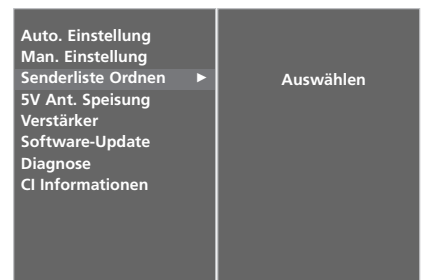 Auto. Einstellung
Man. Einstellung
Senderliste Ordnen ►
Auswählen
5V Ant. Speisung
Verstärker
Software-Update
Diagnose
CI Informationen